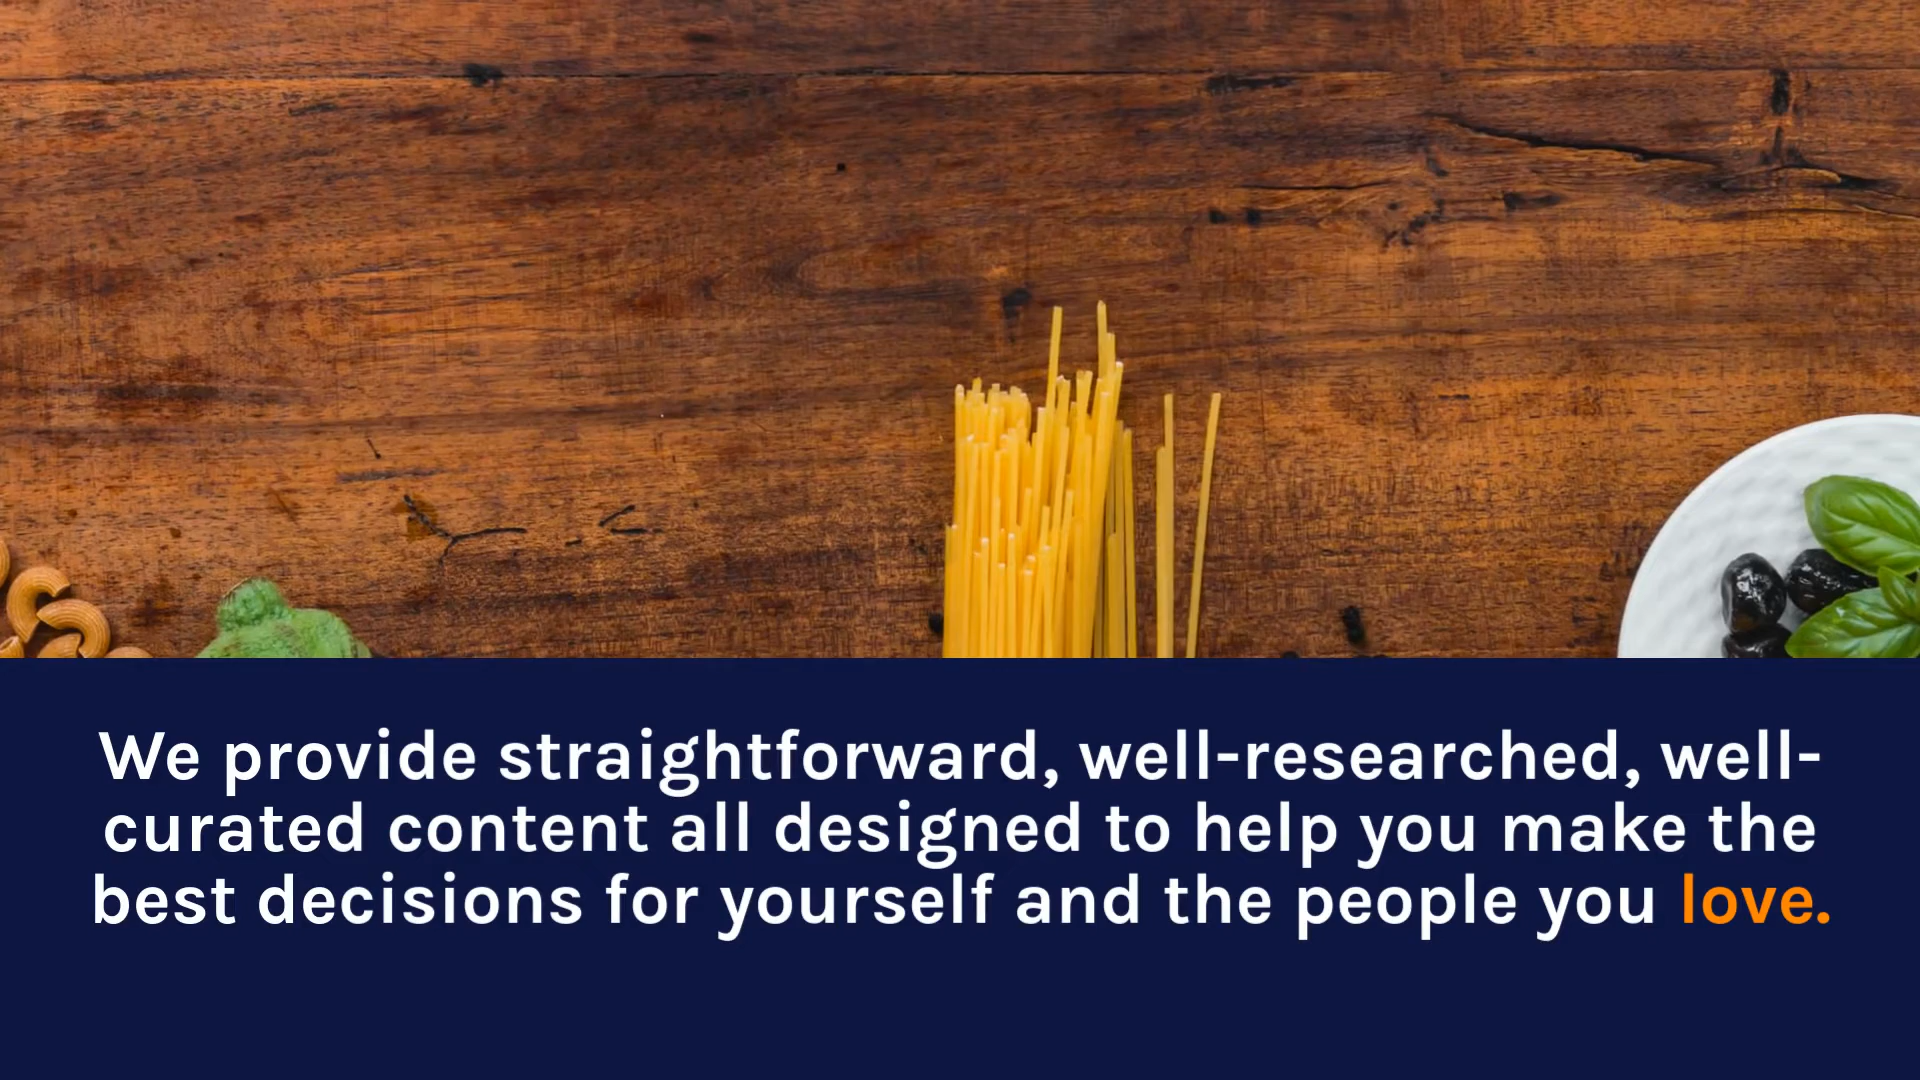 We provide straightforward, well-researched, well-
curated content all designed to help you make the
best decisions for yourself and the people you love.